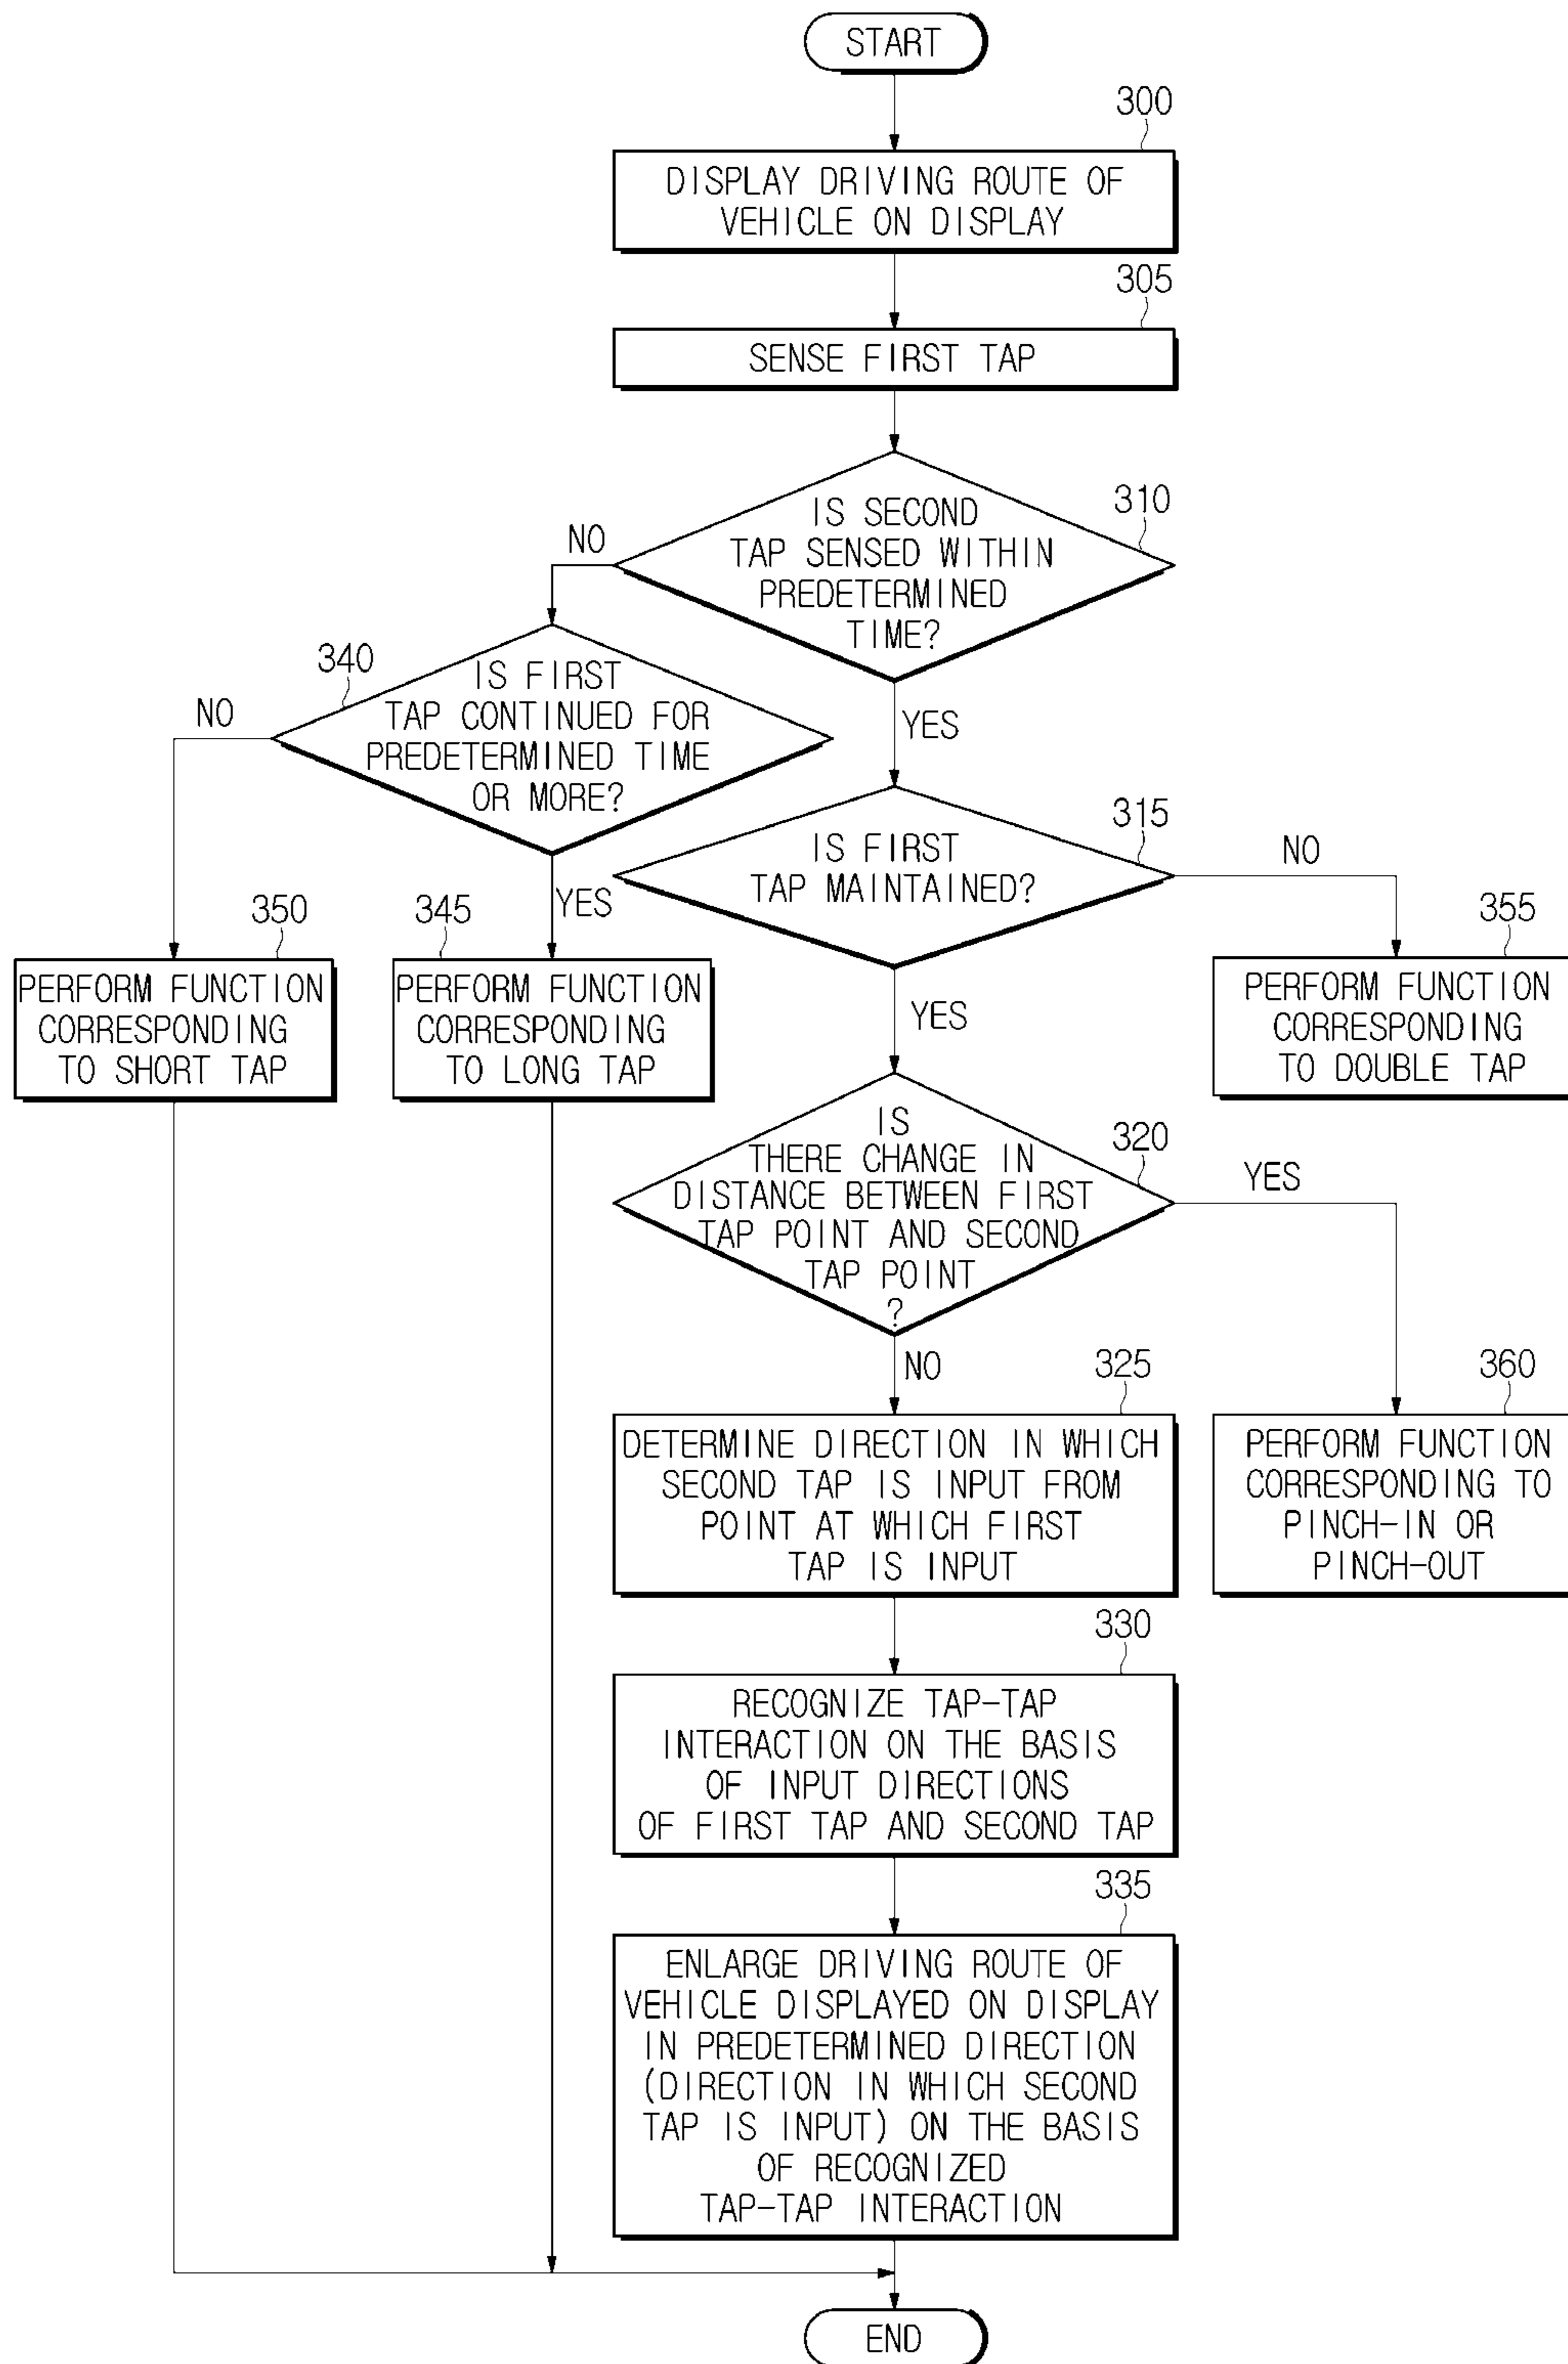 START
300
DISPLAY DRIVING ROUTE OF
VEHICLE ON DISPLAY
305
SENSE FIRST TAP
310
IS SECOND
TAP SENSED WITHIN
PREDETERMINED
TIME?
NO
YES
340
IS FIRST
TAP CONTINUED FOR
PREDETERMINED TIME
OR MORE?
NO
YES
315
IS FIRST
TAP MAINTAINED?
NO
YES
350
PERFORM FUNCTION
CORRESPONDING
TO SHORT TAP
345
PERFORM FUNCTION
CORRESPONDING
TO LONG TAP
355
PERFORM FUNCTION
CORRESPONDING
TO DOUBLE TAP
320
IS
THERE CHANGE IN
DISTANCE BETWEEN FIRST
TAP POINT AND SECOND
TAP POINT
?
YES
NO
325
DETERMINE DIRECTION IN WHICH
SECOND TAP IS INPUT FROM
POINT AT WHICH FIRST
TAP IS INPUT
360
PERFORM FUNCTION
CORRESPONDING TO
PINCH-IN OR
PINCH-OUT
330
RECOGNIZE TAP-TAP
INTERACTION ON THE BASIS
OF INPUT DIRECTIONS
OF FIRST TAP AND SECOND TAP
335
ENLARGE DRIVING ROUTE OF
VEHICLE DISPLAYED ON DISPLAY
IN PREDETERMINED DIRECTION
(DIRECTION IN WHICH SECOND
TAP IS INPUT) ON THE BASIS
OF RECOGNIZED
TAP-TAP INTERACTION
END